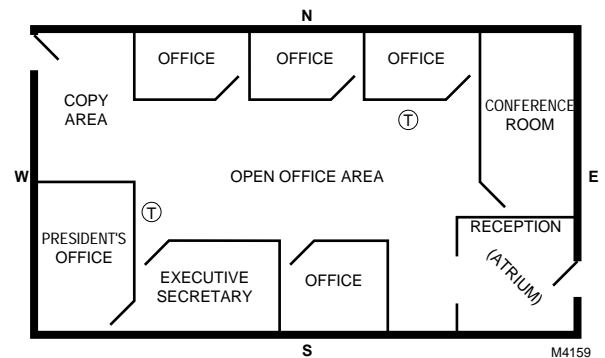 N
OFFICE
OFFICE
OFFICE
COPY
AREA
CONFERENCE
ROOM
T
W
OPEN OFFICE AREA
E
T
PRESIDENT'S
OFFICE
RECEPTION
(ATRIUM)
EXECUTIVE
SECRETARY
OFFICE
S
M4159